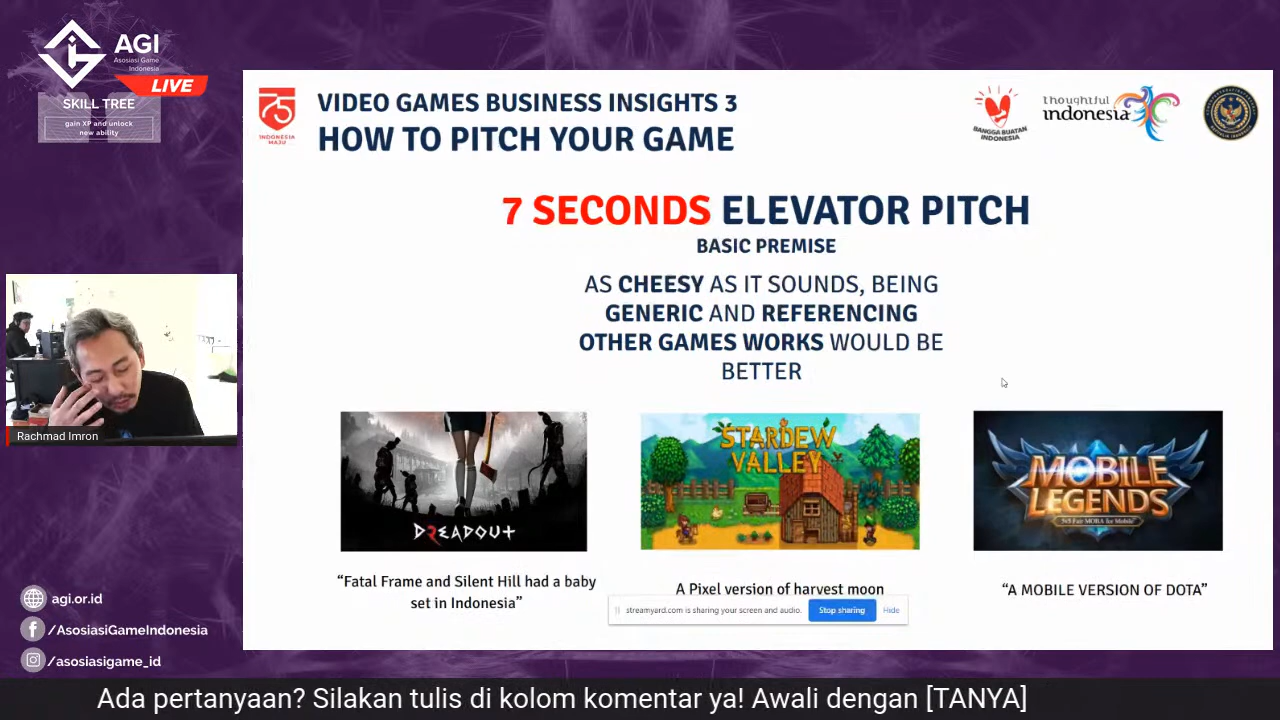 AGI
Asosiasi Game
Indonesia
LIVE
SKILL TREE
gain XP and unlock
new ability
75
INDONESIA
MAJU
VIDEO GAMES BUSINESS INSIGHTS 3
HOW TO PITCH YOUR GAME
BANGGA BUATAN
INDONESIA
thoughtful
indonesia
7 SECONDS ELEVATOR PITCH
BASIC PREMISE
AS CHEESY AS IT SOUNDS, BEING
GENERIC AND REFERENCING
OTHER GAMES WORKS WOULD BE
BETTER
Rachmad Imron
DREADOUT
STARDEW
VALLEY
MOBILE
LEGENDS
5v5 Fair MOBA for Mobile
“Fatal Frame and Silent Hill had a baby
set in Indonesia”
A Pixel version of harvest moon
“A MOBILE VERSION OF DOTA”
streamyard.com is sharing your screen and audio.
Stop sharing
Hide
agi.or.id
/AsosiasiGameIndonesia
/asosiasigame_id
Ada pertanyaan? Silakan tulis di kolom komentar ya! Awali dengan [TANYA]